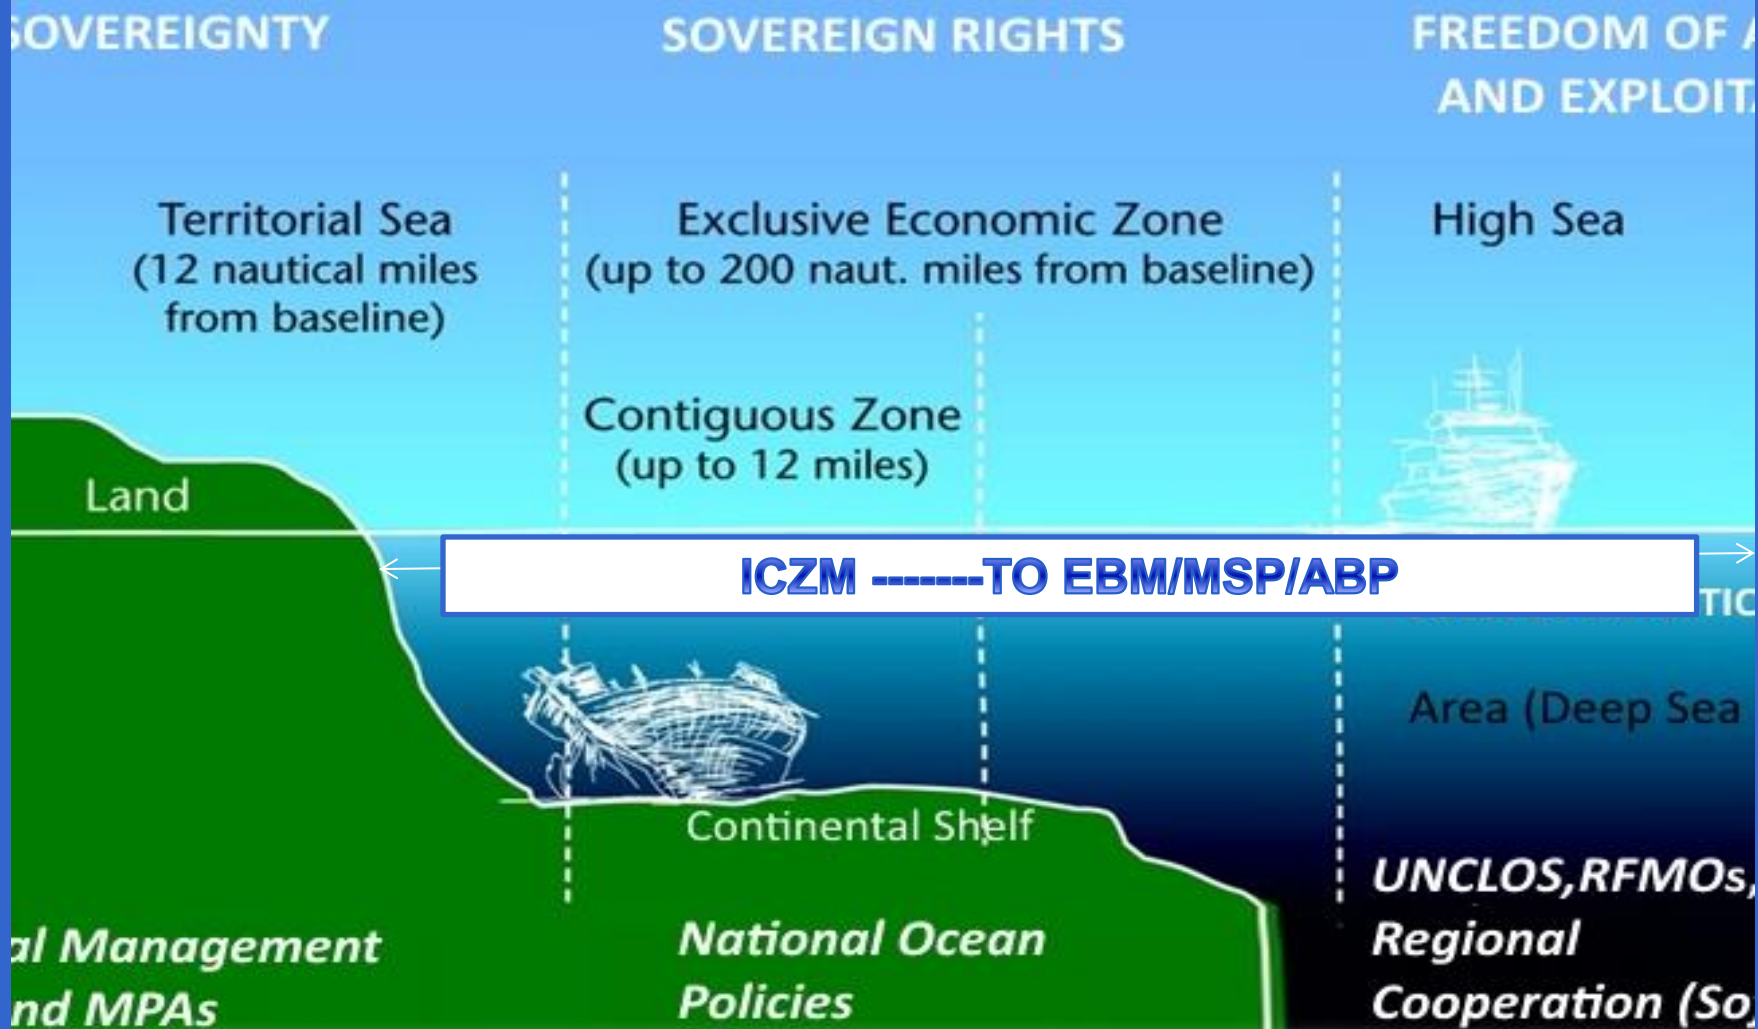 SOVEREIGNTY
SOVEREIGN RIGHTS
FREEDOM OF
AND EXPLOIT
Territorial Sea
(12 nautical miles
from baseline)
Exclusive Economic Zone
(up to 200 naut. miles from baseline)
High Sea
Contiguous Zone
(up to 12 miles)
Land
ICZM -------TO EBM/MSP/ABP
Area (Deep Sea
Continental Shelf
al Management
nd MPAs
National Ocean
Policies
UNCLOS,RFMOs,
Regional
Cooperation (So